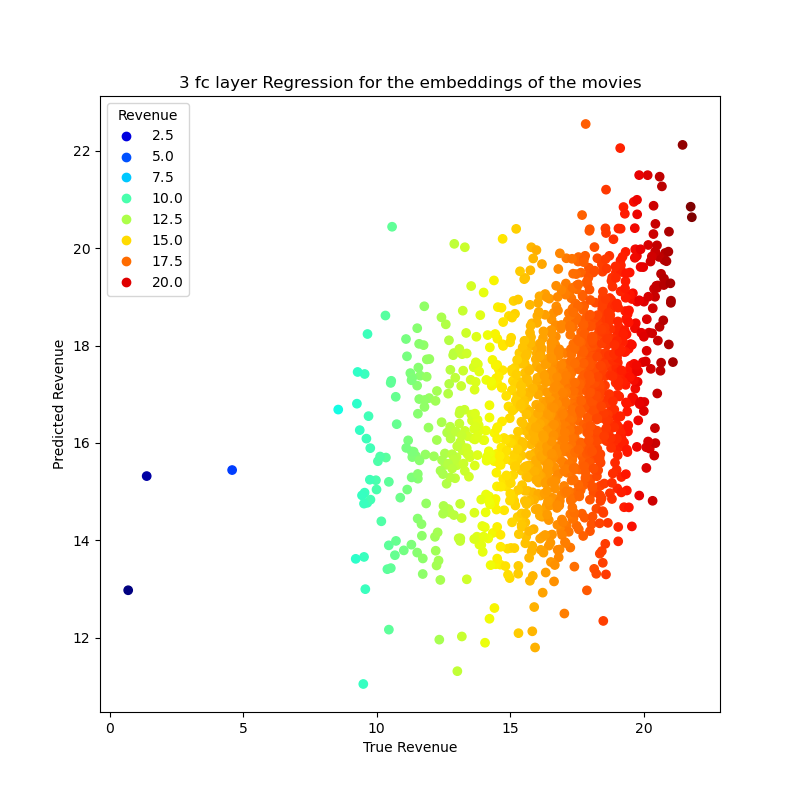 3 fc layer Regression for the embeddings of the movies
Revenue
2.5
5.0
7.5
10.0
12.5
15.0
17.5
20.0
22
20
18
16
14
12
Predicted Revenue
0 5 10 15 20
True Revenue